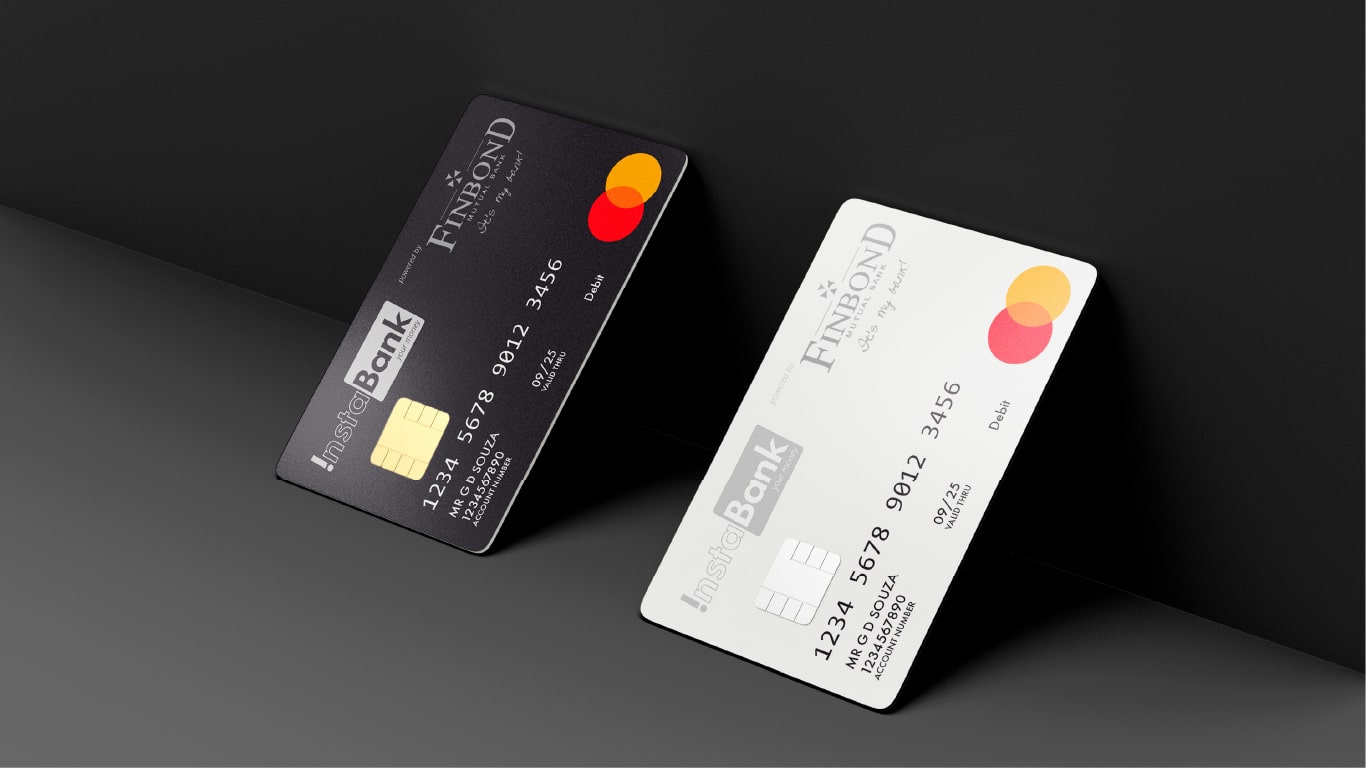 powered by
FINBOND
MUTUAL BANK
It's my bank!
!nstaBank
your money
1234 5678 9012 3456
Debit
09/25
VALID THRU
MR G D SOUZA
1234567890
ACCOUNT NUMBER
powered by
FINBOND
MUTUAL BANK
It's my bank!
!nstaBank
your money
1234 5678 9012 3456
Debit
09/25
VALID THRU
MR G D SOUZA
1234567890
ACCOUNT NUMBER